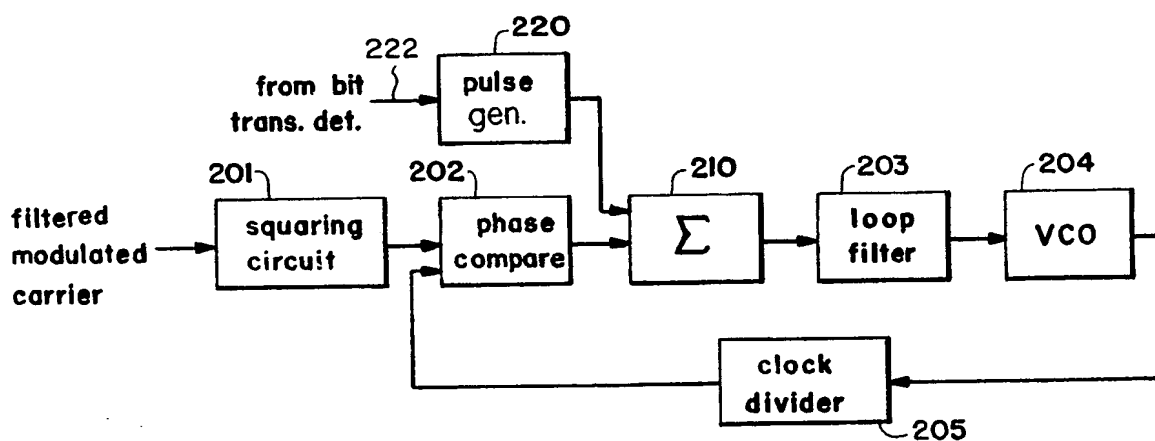 222
220
from bit
trans. det.
pulse
gen.
201
202
210
203
204
filtered
modulated
carrier
squaring
circuit
phase
compare
Σ
loop
filter
VCO
clock
divider
205